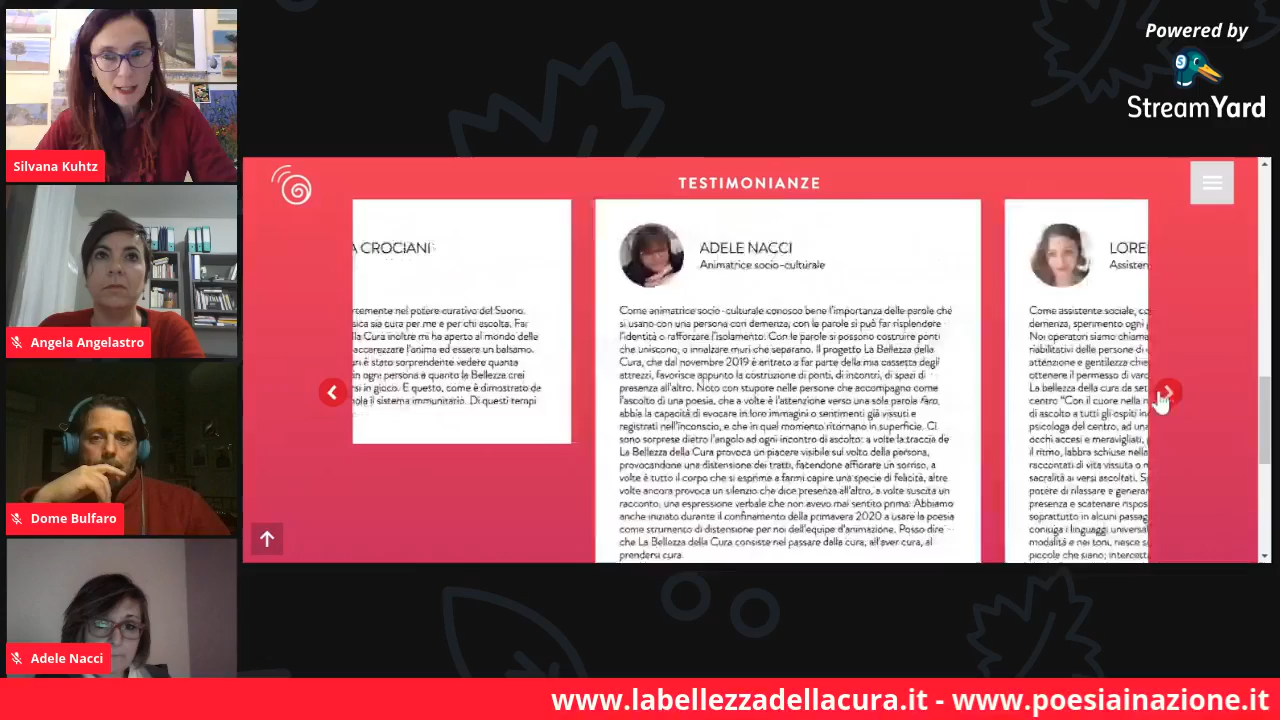 Silvana Kuhtz
Angela Angelastro
Dome Bulfaro
Adele Nacci
Powered by
StreamYard
TESTIMONIANZE
A CROCIANI
rtemente nel potere curativo del Suono.
sica sia cura per me e per chi ascolta. Far
lla Cura inoltre mi ha aperto al mondo delle
accarezzare l'anima ed essere un balsamo.
ri è stato sorprendente vedere quanta
in ogni persona e quanto la Bellezza crei
rsi in gioco. E questo, come è dimostrato de
mola il sistema immunitario. Di questi tempi
ADELE NACCI
Animatrice socio-culturale
Come animatrice socio-culturale conosco bene l'importanza delle parole che
si usano con una persona con demenza, con le parole si può far risplendere
l'identità o rafforzare l'isolamento. Con le parole si possono costruire ponti
che uniscono, o innalzare muri che separano. Il progetto La Bellezza della
Cura, che dal novembre 2019 è entrato a far parte della mia cassetta degli
attrezzi, favorisce appunto la costruzione di ponti, di incontri, di spazi di
presenza all'altro. Noto con stupore nelle persone che accompagno come
l'ascolto di una poesia, che a volte è l'attenzione verso una sola parola faro,
abbia la capacità di evocare in loro immagini o sentimenti già vissuti e
registrati nell'inconscio, e che in quel momento ritornano in superficie. Ci
sono sorprese dietro l'angolo ad ogni incontro di ascolto: a volte la traccia de
La Bellezza della Cura provoca un piacere visibile sul volto della persona,
provocandone una distensione dei tratti, facendone affiorare un sorriso, a
volte è tutto il corpo che si esprime a farmi capire una specie di felicità, altre
volte ancora provoca un silenzio che dice presenza all'altro, a volte suscita un
racconto, una espressione verbale che non avevo mai sentito prima. Abbiamo
anche iniziato durante il confinamento della primavera 2020 a usare la poesia
come strumento di distensione per noi dell'equipe d'animazione. Posso dire
che La Bellezza della Cura consiste nel passare dalla cura, all'aver cura, al
prendersi cura.
LORE
Assisten
Come assistente sociale, co
demenza, sperimento ogni g
Noi operatori siamo chiama
riabilitativi delle persone di c
attenzione e gentilezza chie
ottenere il permesso di varc
La bellezza della cura da set
centro "Con il cuore nella n
di ascolto a tutti gli ospiti inc
psicologa del centro, ad una
occhi accesi e meravigliati, p
il ritmo, labbra schiuse nella
raccontati di vita vissuta o n
sacralità ai versi ascoltati. S
potere di rilassare e generar
presenza e scatenare rispos
soprattutto in alcuni passag
coniuga i linguaggi universa
modalità e nei toni, riesce s
piccole che siano; intercetta
www.labellezzadellacura.it - www.poesiainazione.it